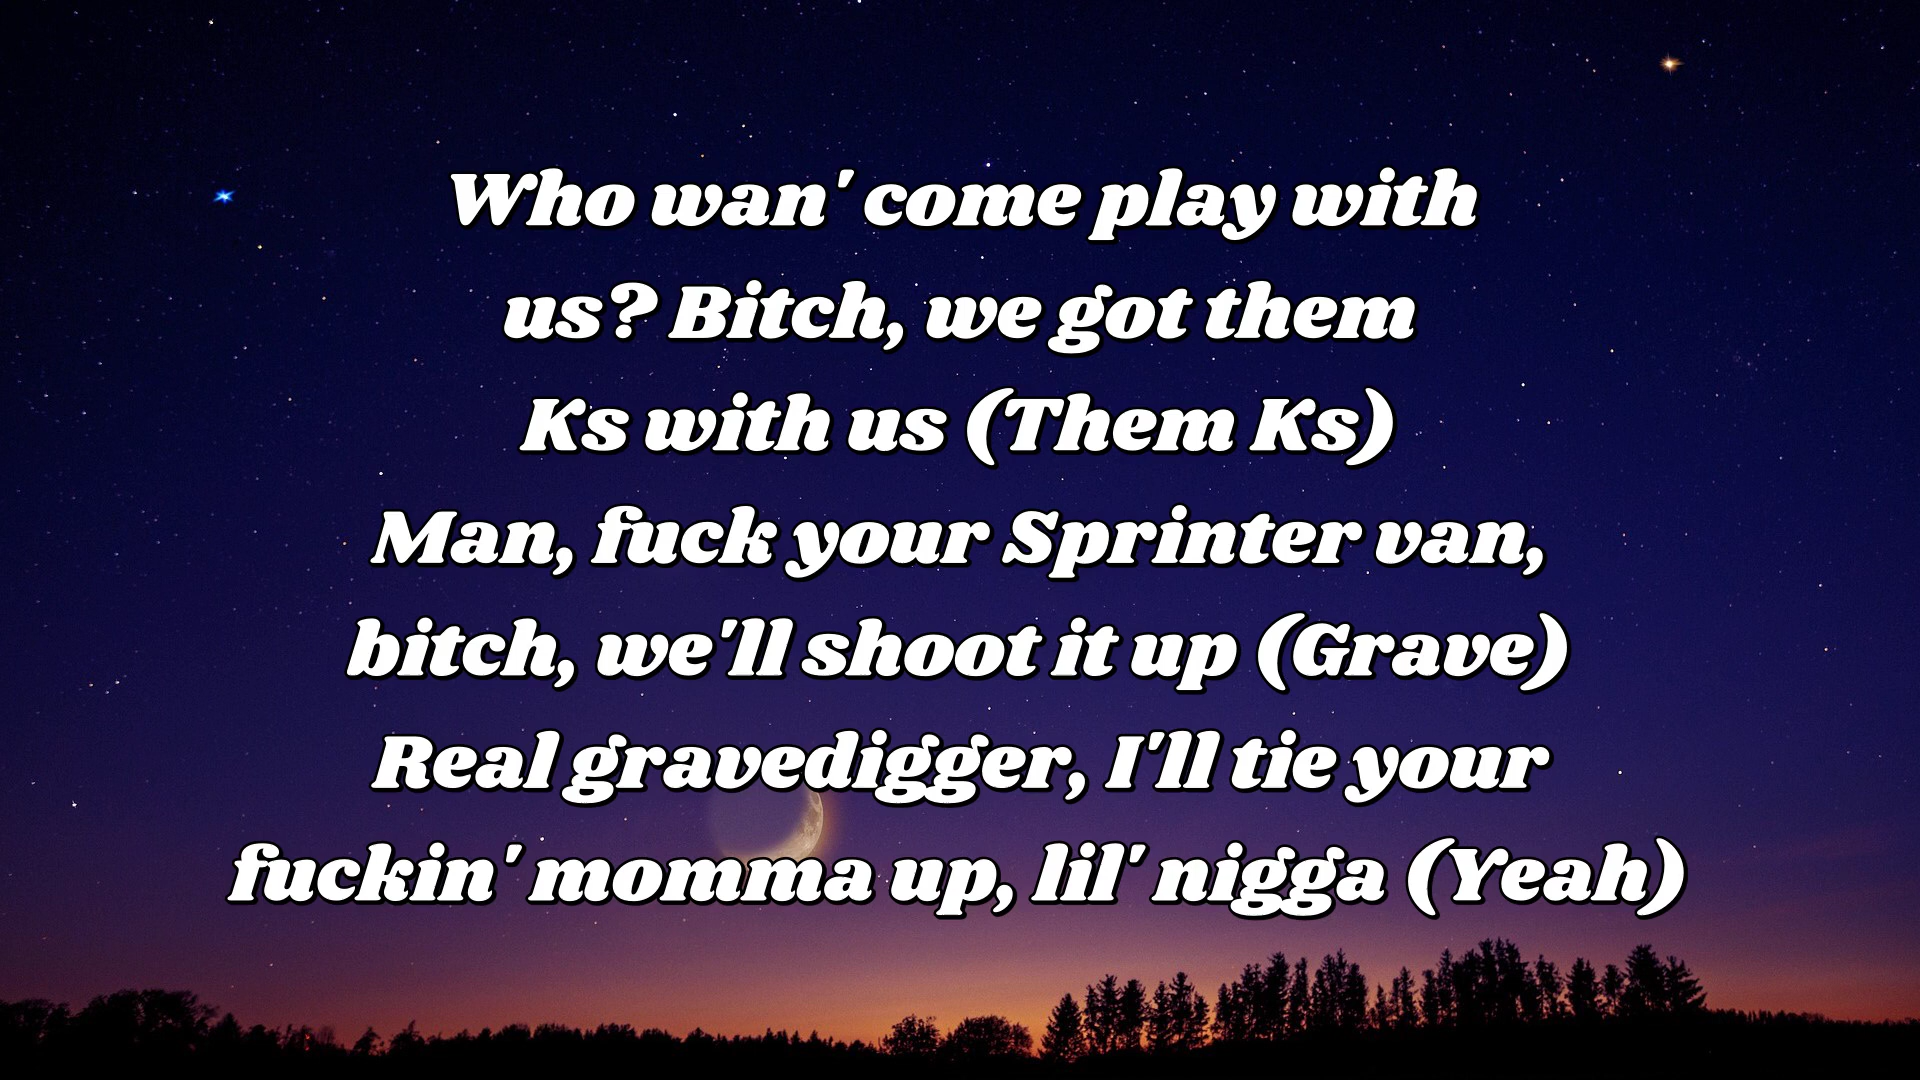 Who wan' come play with
us? Bitch, we got them
Ks with us (Them Ks)
Man, fuck your Sprinter van,
bitch, we'll shoot it up (Grave)
Real gravedigger, I'll tie your
fuckin' momma up, lil' nigga (Yeah)